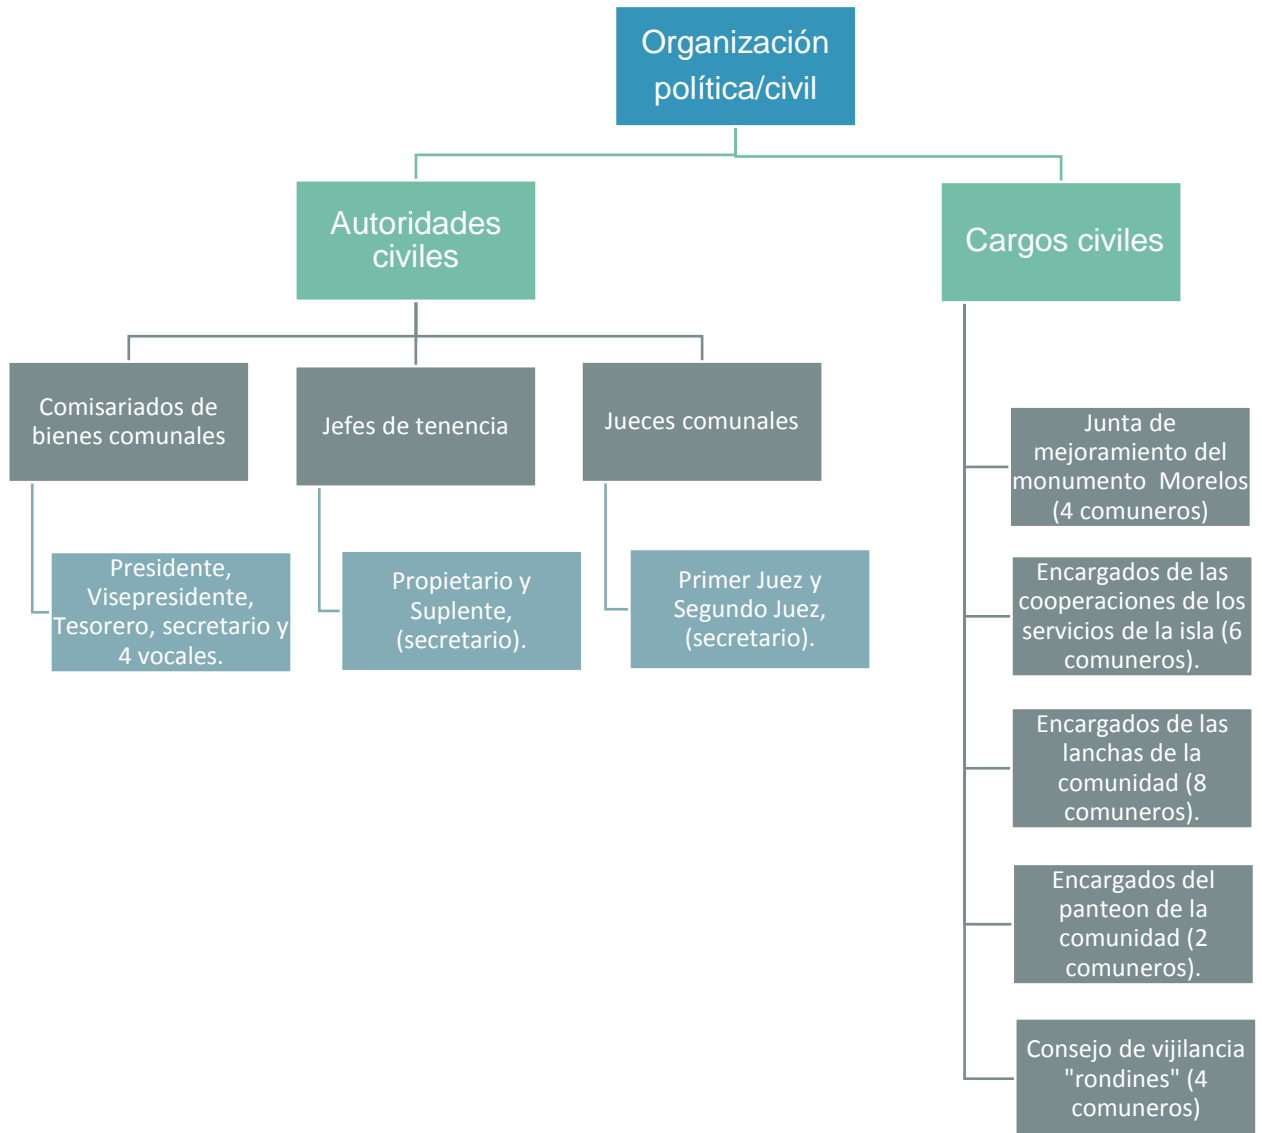 Organización
política/civil
Autoridades
civiles
Cargos civiles
Comisariados de
bienes comunales
Jefes de tenencia
Jueces comunales
Presidente,
Visepresidente,
Tesorero, secretario y
4 vocales.
Propietario y
Suplente,
(secretario).
Primer Juez y
Segundo Juez,
(secretario).
Junta de
mejoramiento del
monumento Morelos
(4 comuneros)
Encargados de las
cooperaciones de los
servicios de la isla (6
comuneros).
Encargados de las
lanchas de la
comunidad (8
comuneros).
Encargados del
panteon de la
comunidad (2
comuneros).
Consejo de vijilancia
"rondines" (4
comuneros)